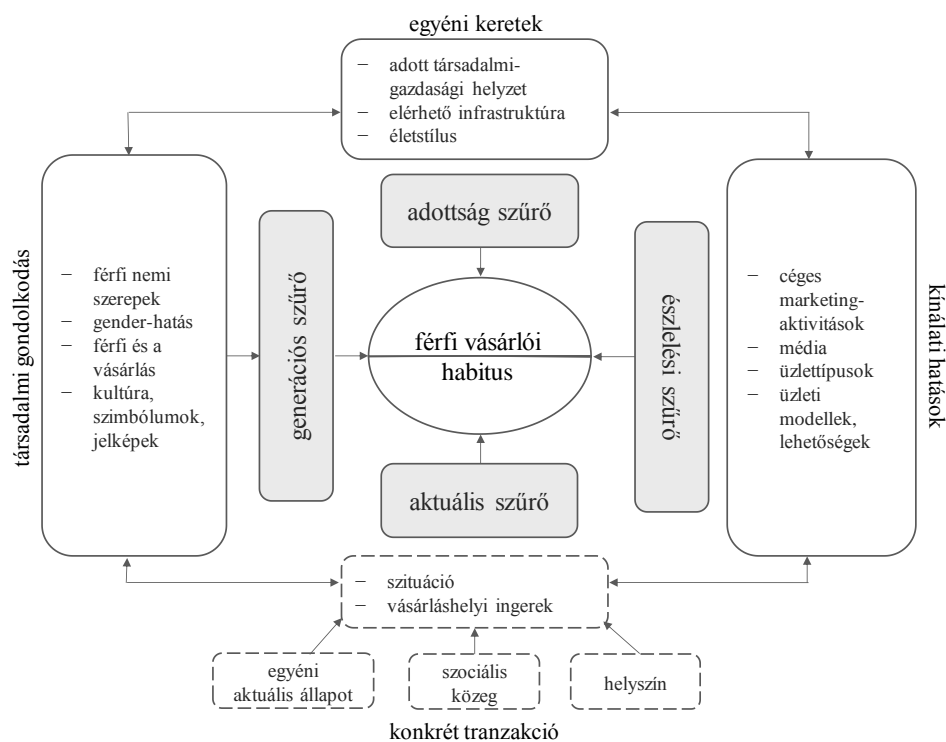 egyéni keretek
– adott társadalmi-
gazdasági helyzet
– elérhető infrastruktúra
– életstílus
társadalmi gondolkodás
– férfi nemi
szerepek
– gender-hatás
– férfi és a
vásárlás
– kultúra,
szimbólumok,
jelképek
generációs szűrő
adottság szűrő
férfi vásárlói
habitus
aktuális szűrő
észlelési szűrő
– céges
marketing-
aktivitások
– média
– üzlettípusok
– üzleti
modellek,
lehetőségek
kínálati hatások
– szituáció
– vásárláshelyi ingerek
egyéni
aktuális állapot
szociális
közeg
helyszín
konkrét tranzakció